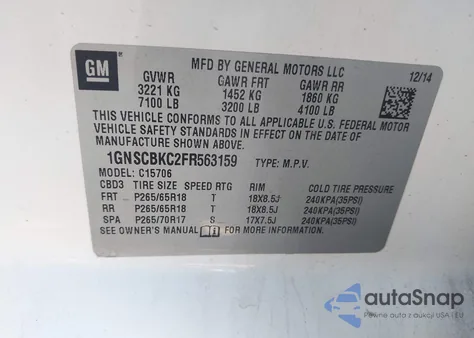 GM
MFD BY GENERAL MOTORS LLC
12/14
GVWR GAWR FRT GAWR RR
3221 KG 1452 KG 1860 KG
7100 LB 3200 LB 4100 LB
THIS VEHICLE CONFORMS TO ALL APPLICABLE U.S. FEDERAL MOTOR
VEHICLE SAFETY STANDARDS IN EFFECT ON THE DATE OF
MANUFACTURE SHOWN ABOVE.
1GNSCBKC2FR563159 TYPE: M.P.V.
MODEL: C15706
CBD3 TIRE SIZE SPEED RTG RIM COLD TIRE PRESSURE
FRT P265/65R18 T 18X8.5J 240KPA(35PSI)
RR P265/65R18 T 18X8.5J 240KPA(35PSI)
SPA P265/70R17 S 17X7.5J 240KPA(35PSI)
SEE OWNER'S MANUAL FOR MORE INFORMATION.
autoSnap
Pewne auto z USA i EU